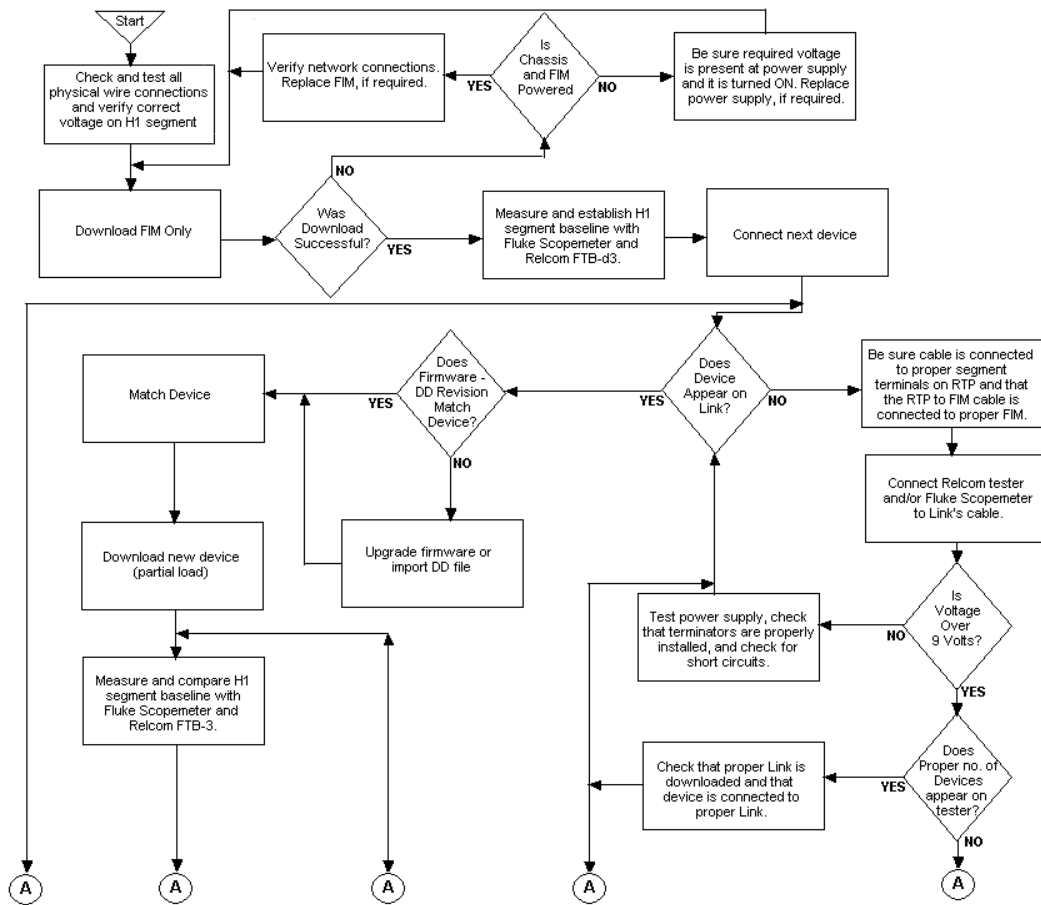 Start
Check and test all
physical wire connections
and verify correct
voltage on H1 segment
Verify network connections.
Replace FIM, if required.
YES
Is
Chassis
and FIM
Powered
NO
Be sure required voltage
is present at power supply
and it is turned ON. Replace
power supply, if required.
Download FIM Only
NO
Was
Download
Successful?
YES
Measure and establish H1
segment baseline with
Fluke Scopemeter and
Relcom FTB-d3.
Connect next device
Match Device
YES
Does
Firmware -
DD Revision
Match
Device?
NO
YES
Does
Device
Appear on
Link?
NO
Be sure cable is connected
to proper segment
terminals on RTP and that
the RTP to FIM cable is
connected to proper FIM.
Connect Relcom tester
and/or Fluke Scopemeter
to Link's cable.
Download new device
(partial load)
Upgrade firmware or
import DD file
Test power supply, check
that terminators are properly
installed, and check for
short circuits.
NO
Is
Voltage
Over
9 Volts?
YES
Measure and compare H1
segment baseline with
Fluke Scopemeter and
Relcom FTB-3.
Check that proper Link is
downloaded and that
device is connected to
proper Link.
YES
Does
Proper no. of
Devices
appear on
tester?
NO
A
A
A
A
A